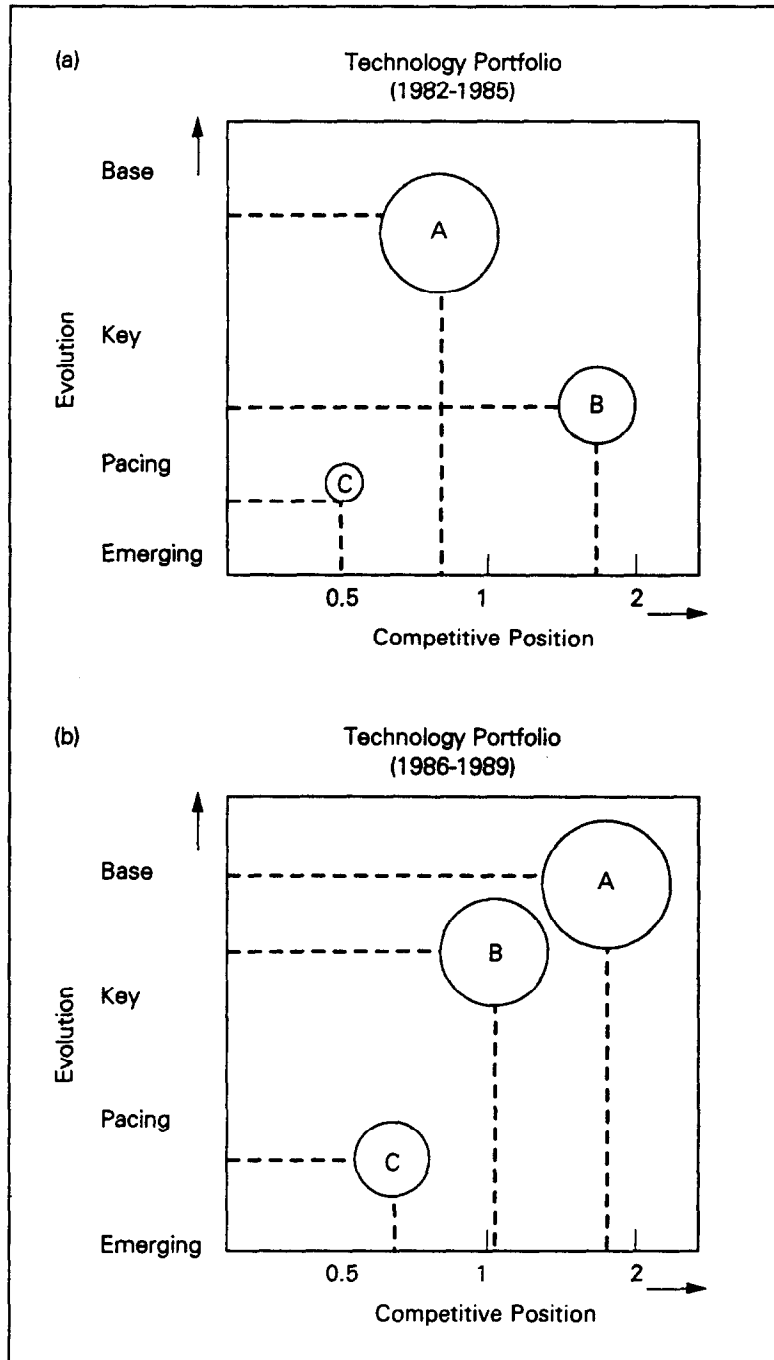 (a)
Technology Portfolio
(1982-1985)
Base
Key
Pacing
Emerging
Evolution
A
B
C
0.5 1 2
Competitive Position
(b)
Technology Portfolio
(1986-1989)
Base
Key
Pacing
Emerging
Evolution
A
B
C
0.5 1 2
Competitive Position